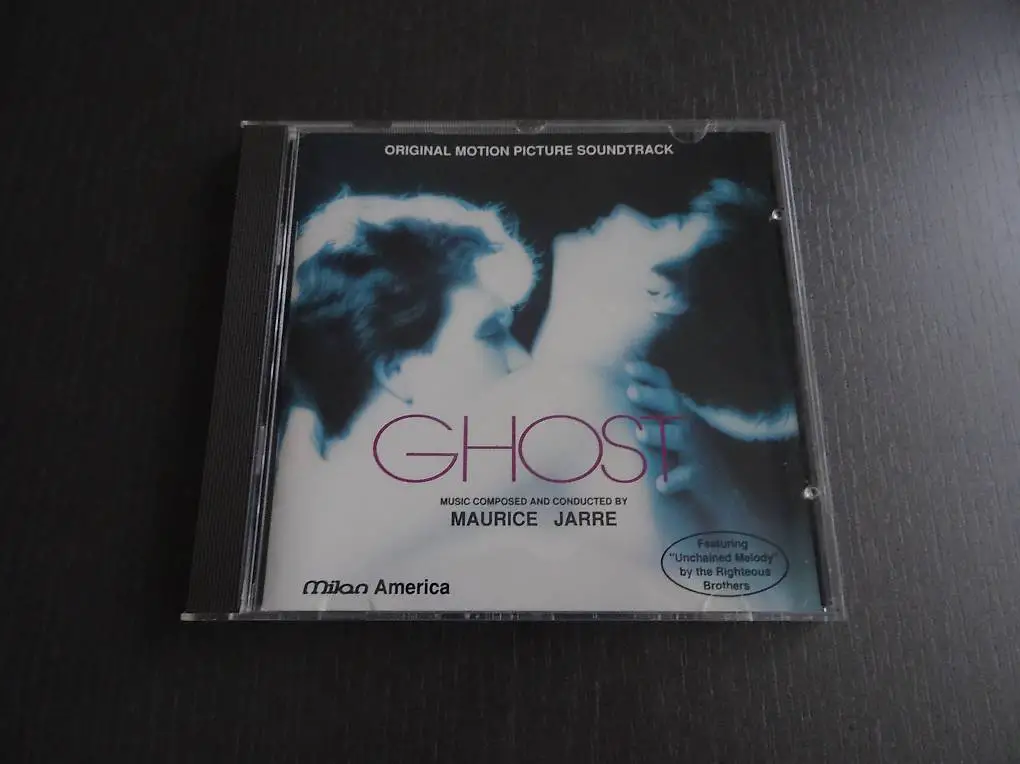 ORIGINAL MOTION PICTURE SOUNDTRACK
GHOST
MUSIC COMPOSED AND CONDUCTED BY
MAURICE JARRE
Featuring
"Unchained Melody"
by the Righteous
Brothers
milan America